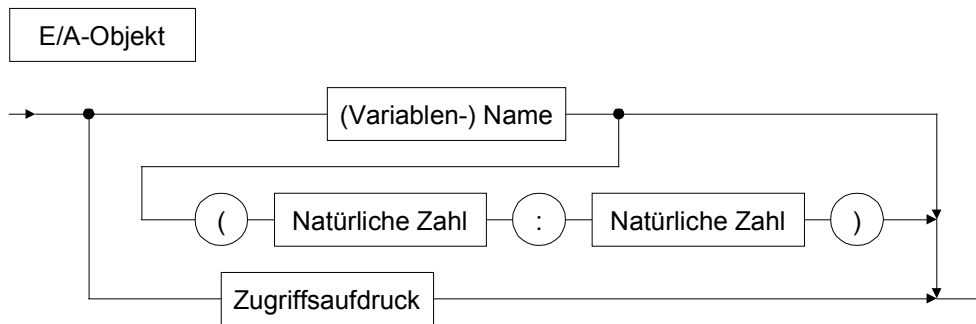 E/A-Objekt
(Variablen-) Name
( Natürliche Zahl : Natürliche Zahl )
Zugriffsaufdruck